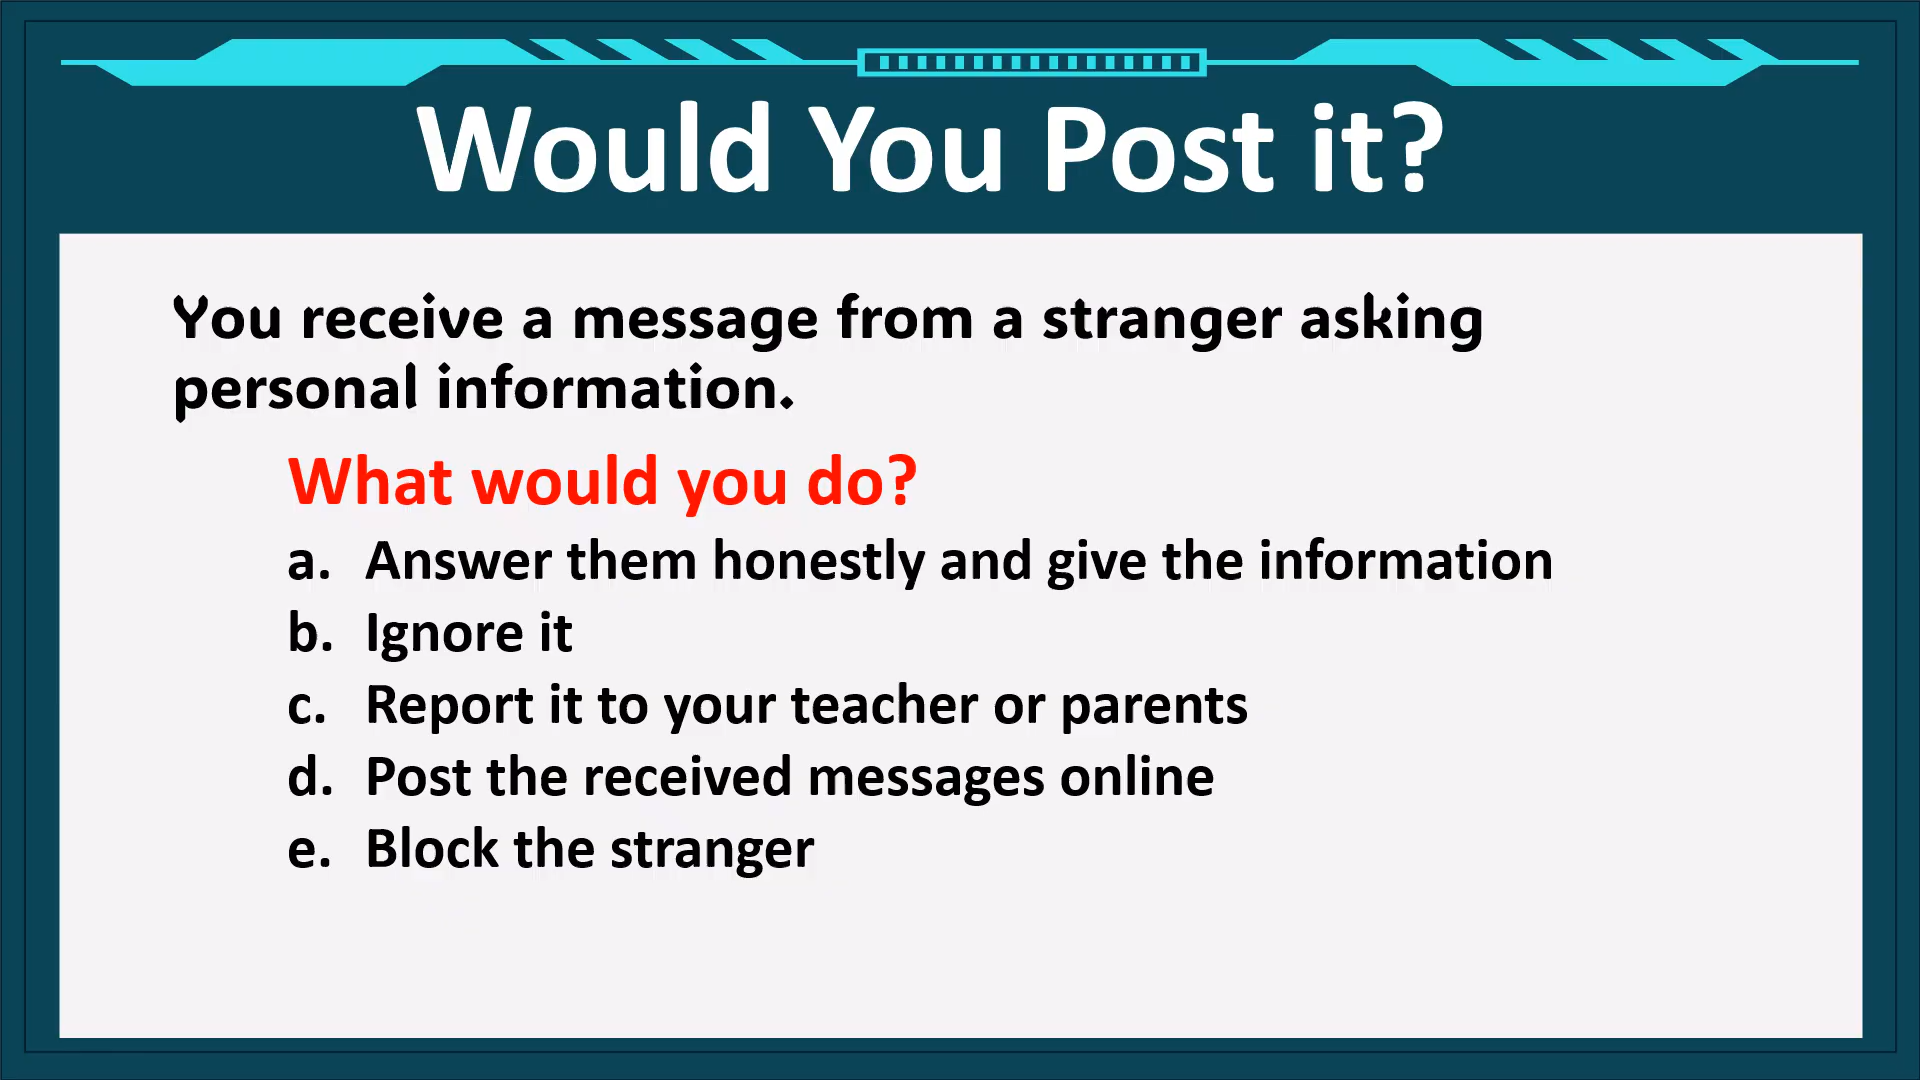 Would You Post it?
You receive a message from a stranger asking
personal information.
What would you do?
a. Answer them honestly and give the information
b. Ignore it
c. Report it to your teacher or parents
d. Post the received messages online
e. Block the stranger